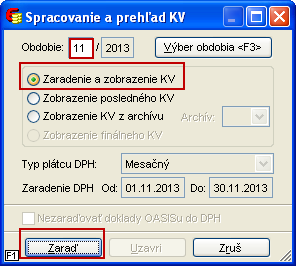 Spracovanie a prehľad KV
Obdobie: 11 / 2013 Výber obdobia <F3>
Zaradenie a zobrazenie KV
Zobrazenie posledného KV
Zobrazenie KV z archívu Archív:
Zobrazenie finálneho KV
Typ plátcu DPH: Mesačný
Zaradenie DPH Od: 01.11.2013 Do: 30.11.2013
Nezaraďovať doklady OASISu do DPH
F1 Zaraď Uzavri Zruš